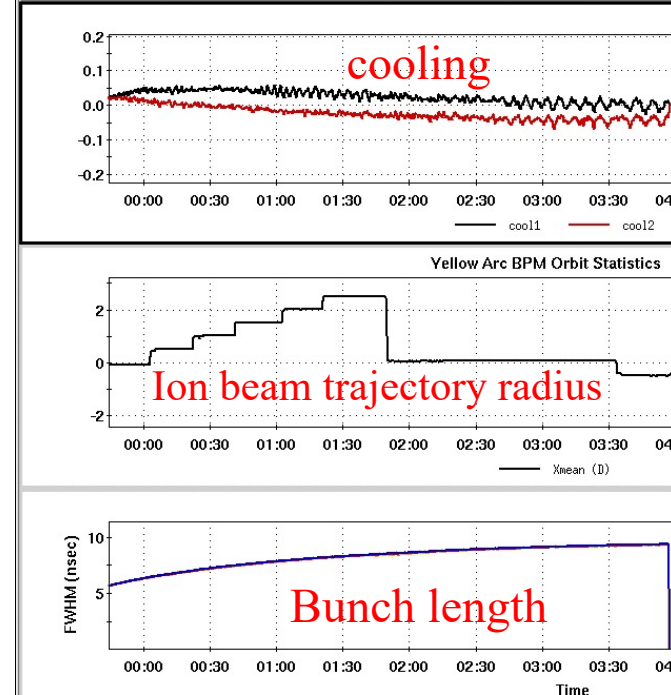 0.2
cooling
0.1
0.0
-0.1
-0.2
00:00 00:30 01:00 01:30 02:00 02:30 03:00 03:30 04
cool1 cool2
Yellow Arc BPM Orbit Statistics
2
0
Ion beam trajectory radius
-2
00:00 00:30 01:00 01:30 02:00 02:30 03:00 03:30 04
Xmean (D)
10
FWHM (nsec)
5
Bunch length
00:00 00:30 01:00 01:30 02:00 02:30 03:00 03:30 04
Time